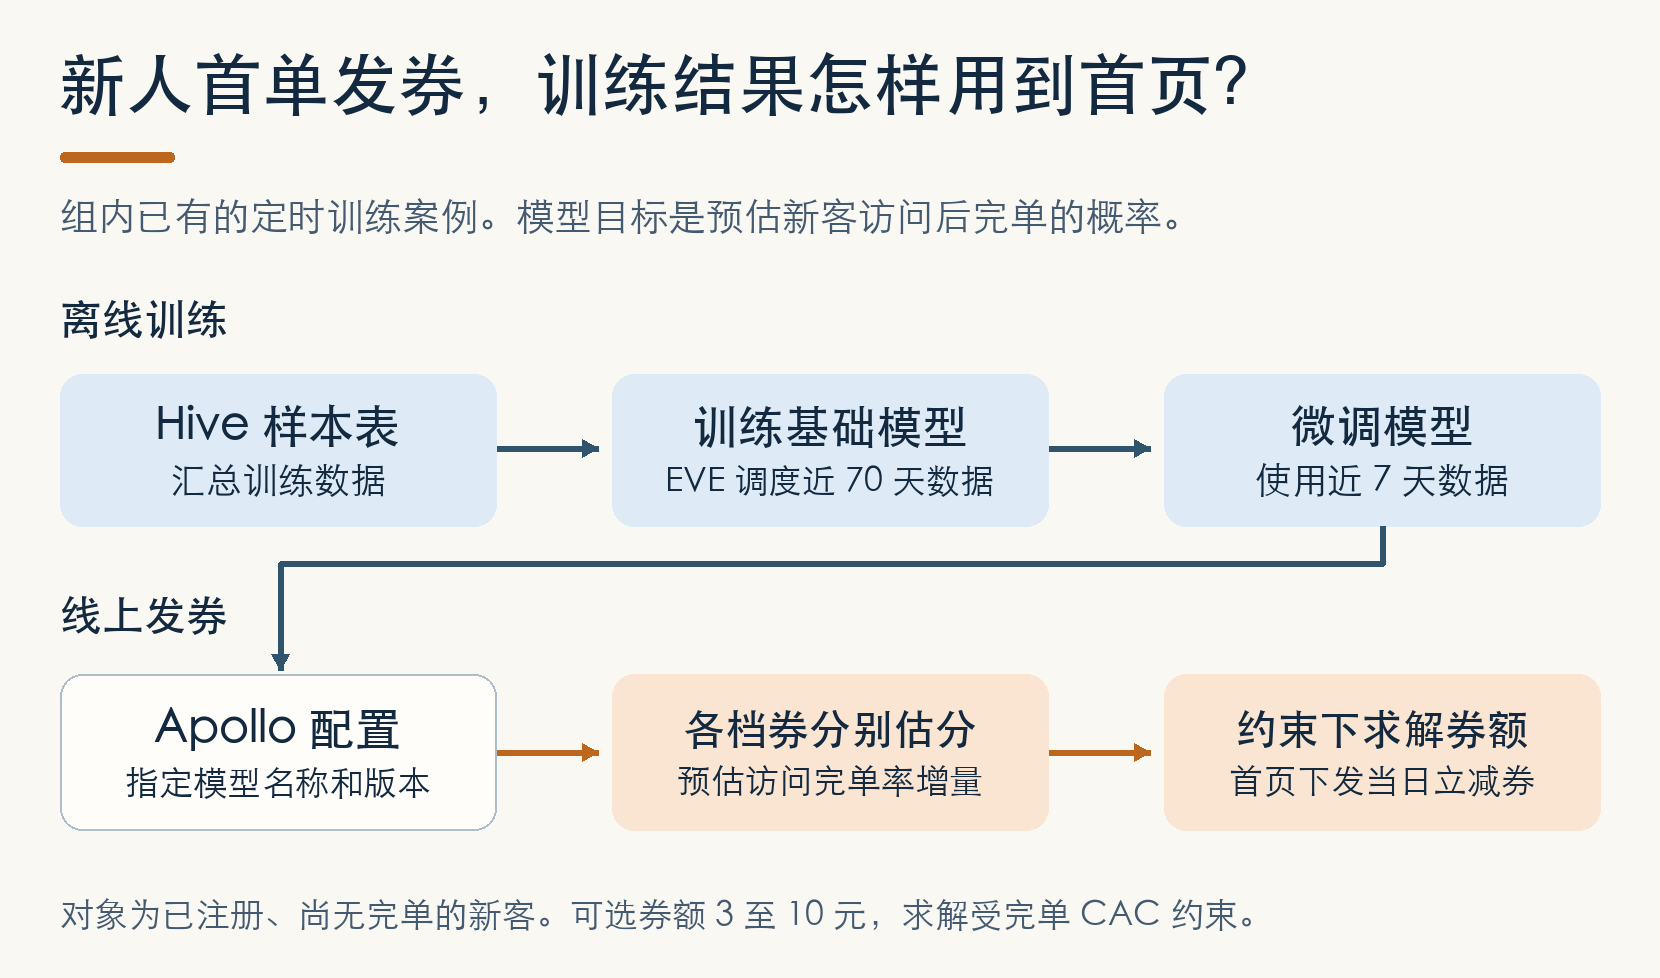 新人首单发券，训练结果怎样用到首页？
组内已有的定时训练案例。模型目标是预估新客访问后完单的概率。
离线训练
Hive 样本表
汇总训练数据
训练基础模型
EVE 调度近 70 天数据
微调模型
使用近 7 天数据
线上发券
Apollo 配置
指定模型名称和版本
各档券分别估分
预估访问完单率增量
约束下求解券额
首页下发当日立减券
对象为已注册、尚无完单的新客。可选券额 3 至 10 元，求解受完单 CAC 约束。